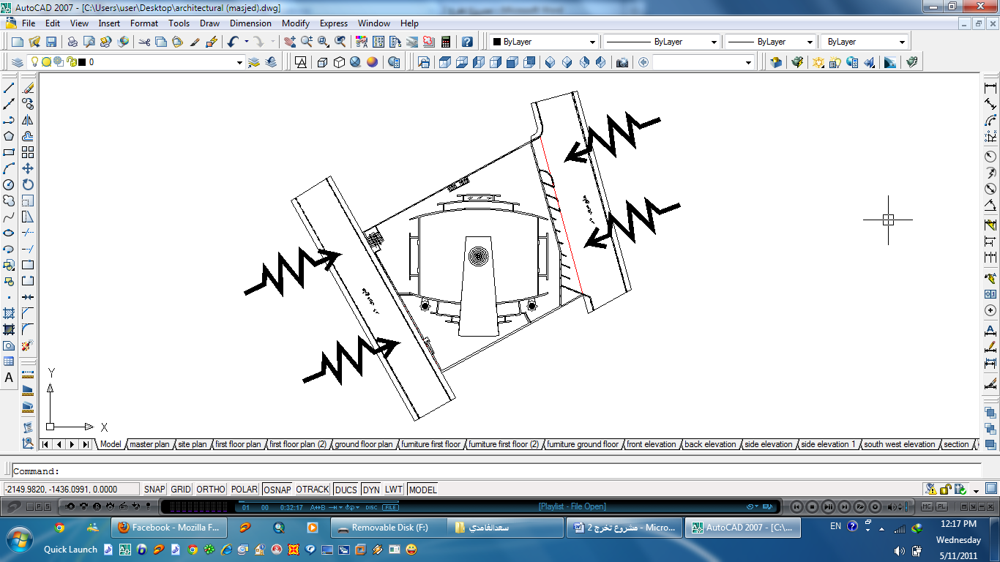 AutoCAD 2007 - [C:\Users\user\Desktop\architectural (masjed).dwg]
File Edit View Insert Format Tools Draw Dimension Modify Express Window Help
ByLayer ByLayer ByLayer ByLayer
0
A
Y
X
Model master plan site plan first floor plan first floor plan (2) ground floor plan furniture first floor furniture first floor (2) furniture ground floor front elevation back elevation side elevation side elevation 1 south west elevation section
Command:
-2149.9820, -1436.0991, 0.0000 SNAP GRID ORTHO POLAR OSNAP OTRACK DUCS DYN LWT MODEL
01 00 0:32:17 A↔B DISC FILE [Playlist - File Open] MC PL
Facebook - Mozilla F... Removable Disk (F:) سعدالغامدي مشروع تخرج 2 - Micro... AutoCAD 2007 - [C:\... EN 12:17 PM
Quick Launch Wednesday
5/11/2011